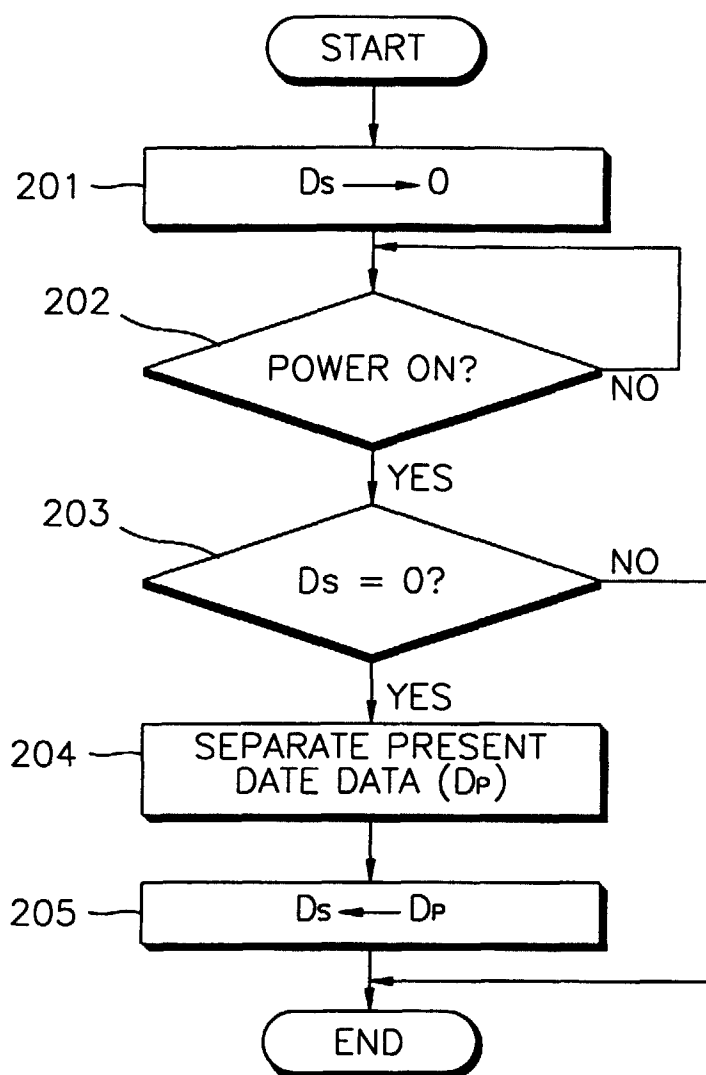 START
201
Ds → 0
202
POWER ON?
NO
YES
203
Ds = 0?
NO
YES
204
SEPARATE PRESENT
DATE DATA (DP)
205
Ds ← DP
END